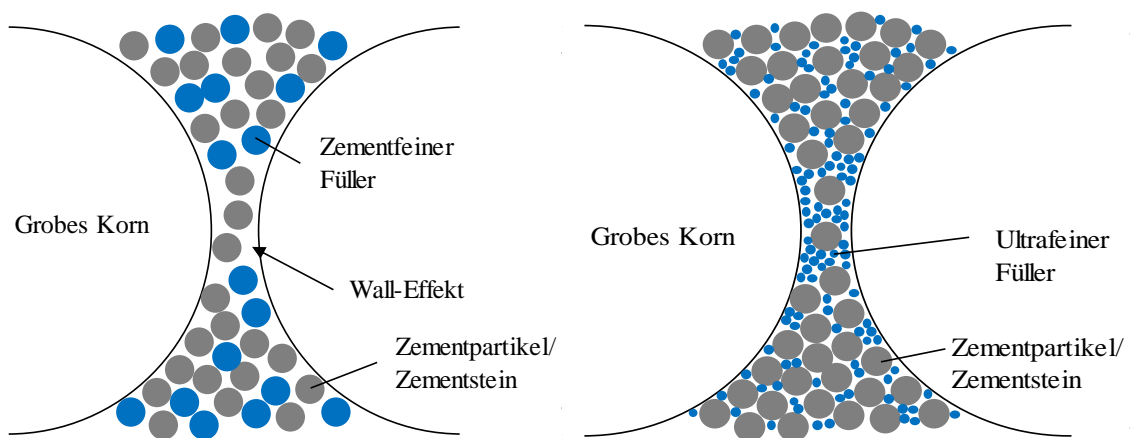 Zementfeiner
Füller
Grobes Korn
Wall-Effekt
Zementpartikel/
Zementstein
Grobes Korn
Ultrafeiner
Füller
Zementpartikel/
Zementstein